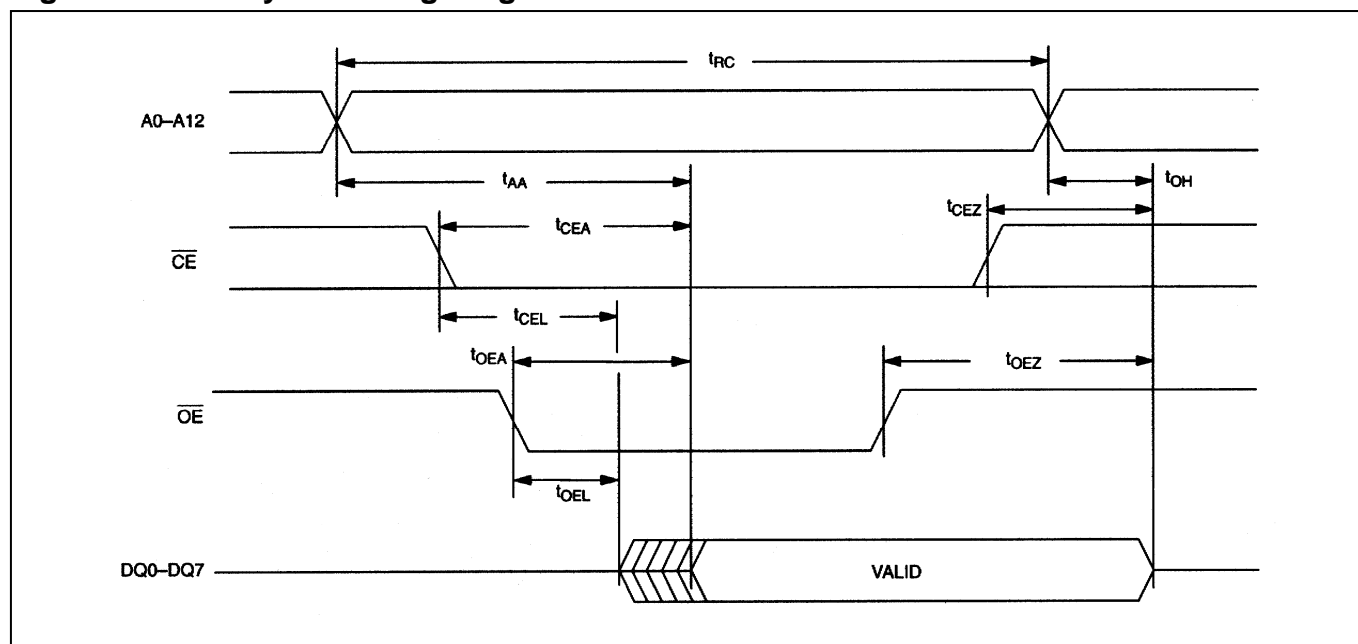 tRC
A0–A12
tAA
tOH
tCEZ
tCEA
CE
tCEL
tOEA
tOEZ
OE
tOEL
DQ0–DQ7
VALID